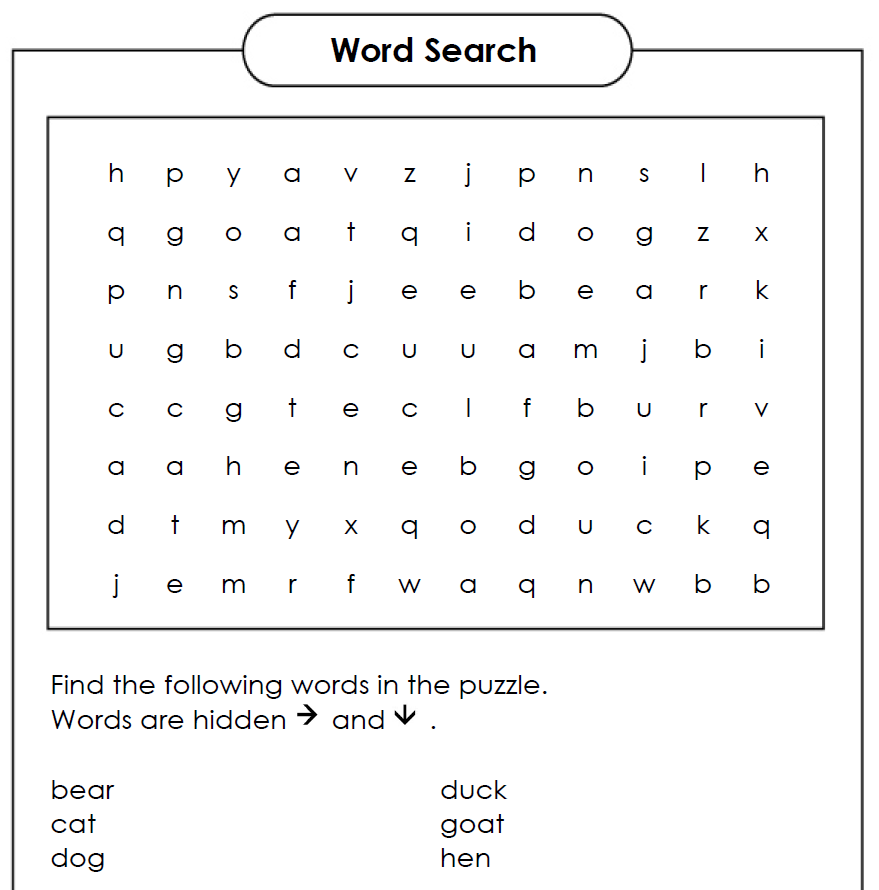 Word Search
h p y a v z j p n s l h
q g o a t q i d o g z x
p n s f j e e b e a r k
u g b d c u u a m j b i
c c g t e c l f b u r v
a a h e n e b g o i p e
d t m y x q o d u c k q
j e m r f w a q n w b b
Find the following words in the puzzle.
Words are hidden → and ↓ .
bear duck
cat goat
dog hen